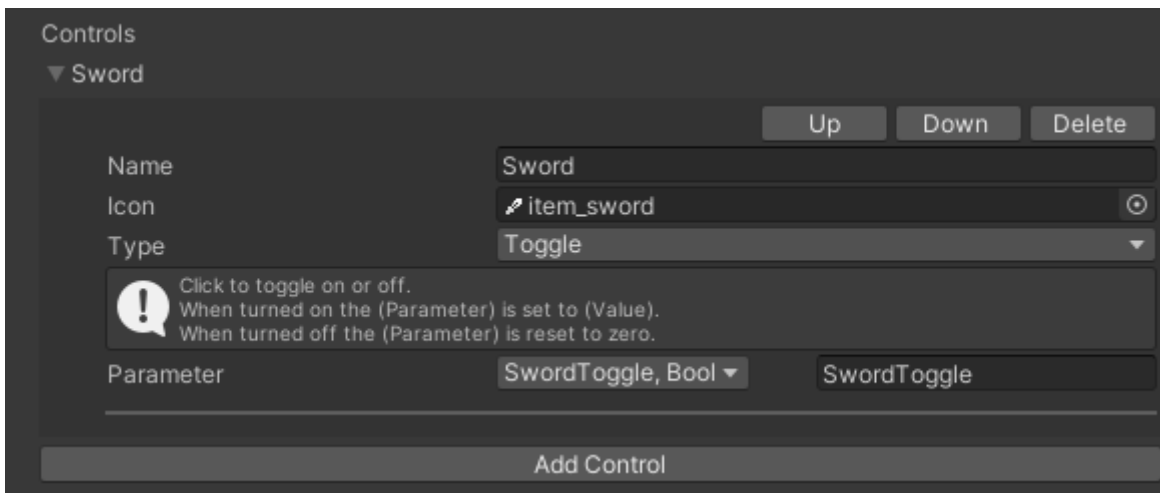 Controls
Sword
Up Down Delete
Name Sword
Icon item_sword
Type Toggle
Click to toggle on or off.
When turned on the (Parameter) is set to (Value).
When turned off the (Parameter) is reset to zero.
Parameter SwordToggle, Bool SwordToggle
Add Control